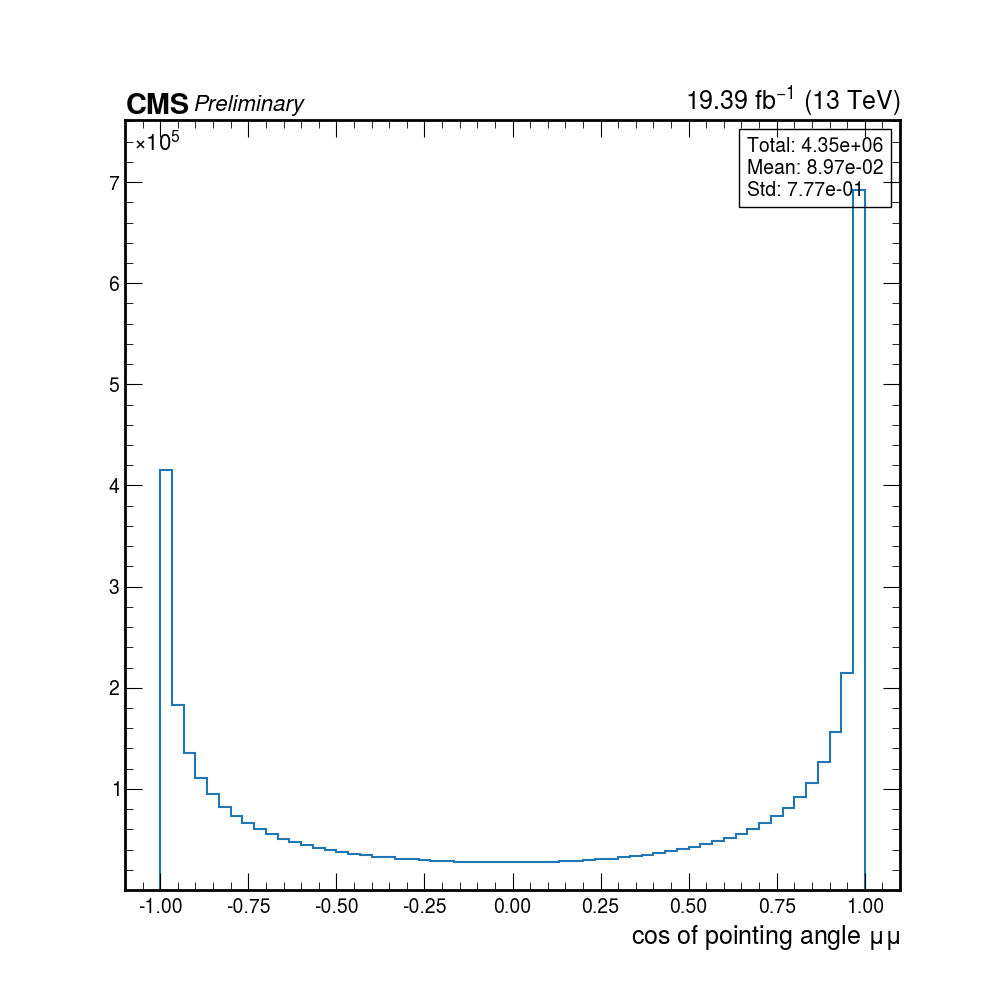 CMS Preliminary 19.39 fb⁻¹ (13 TeV)
×10⁵
Total: 4.35e+06
Mean: 8.97e-02
Std: 7.77e-01
7
6
5
4
3
2
1
-1.00 -0.75 -0.50 -0.25 0.00 0.25 0.50 0.75 1.00
cos of pointing angle μμ